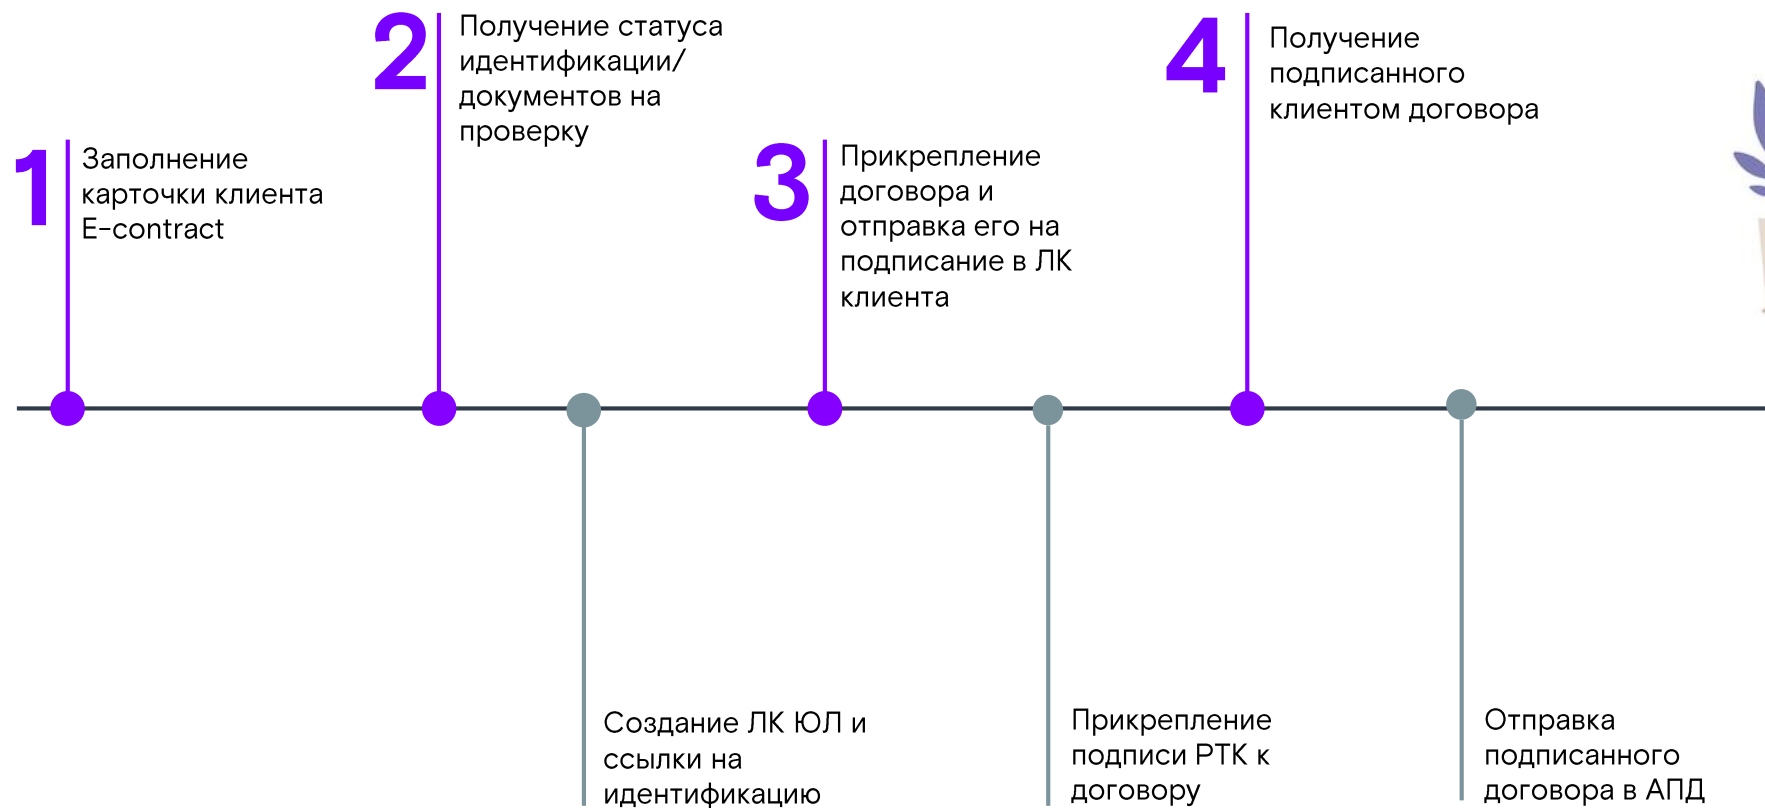 1
Заполнение
карточки клиента
E-contract
2
Получение статуса
идентификации/
документов на
проверку
3
Прикрепление
договора и
отправка его на
подписание в ЛК
клиента
4
Получение
подписанного
клиентом договора
Создание ЛК ЮЛ и
ссылки на
идентификацию
Прикрепление
подписи РТК к
договору
Отправка
подписанного
договора в АПД